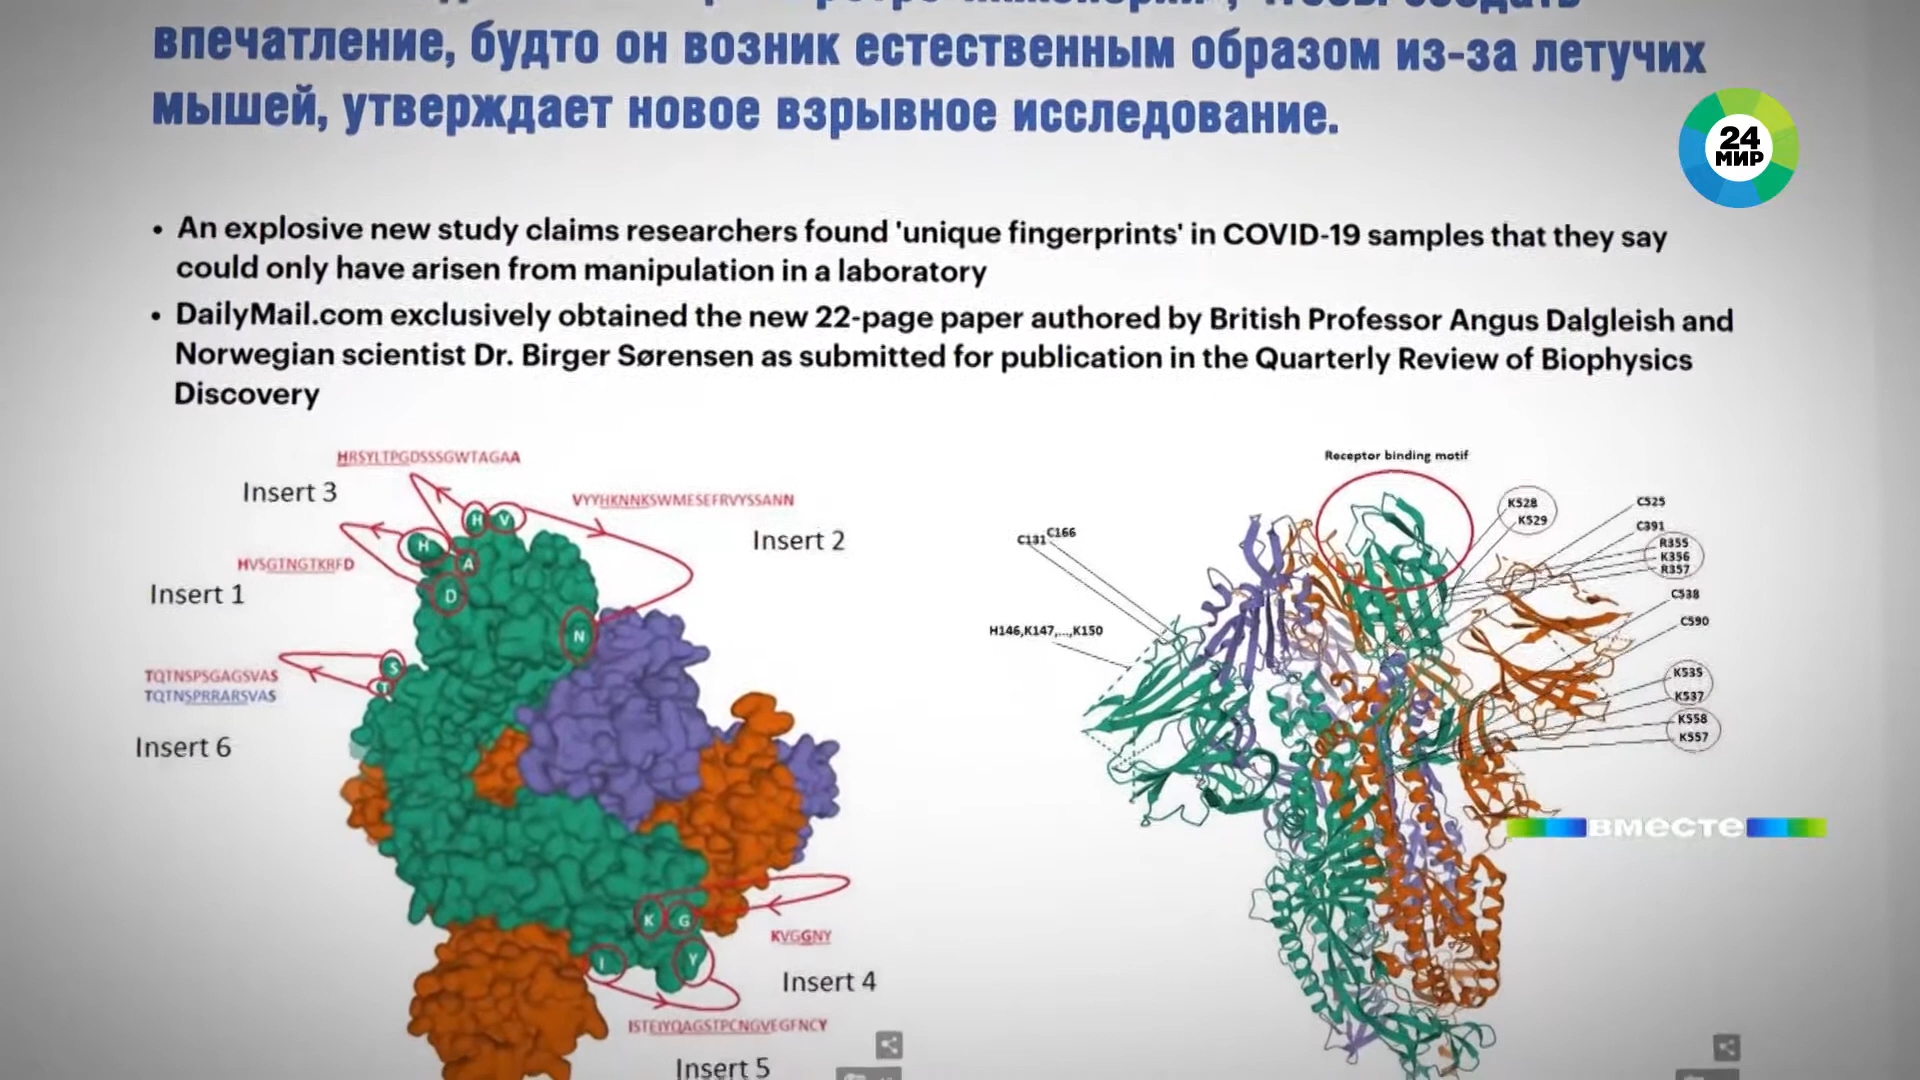 впечатление, будто он возник естественным образом из-за летучих
мышей, утверждает новое взрывное исследование.
24
МИР
• An explosive new study claims researchers found 'unique fingerprints' in COVID-19 samples that they say
could only have arisen from manipulation in a laboratory
• DailyMail.com exclusively obtained the new 22-page paper authored by British Professor Angus Dalgleish and
Norwegian scientist Dr. Birger Sørensen as submitted for publication in the Quarterly Review of Biophysics
Discovery
HRSYLTPGDSSSGWTAGAA
Insert 3
VYYHKNNKSWMESEFRVYSSANN
Insert 2
H V
H
A
HVSGTNGTKRFD
Insert 1
D
N
S
T
TQTNSPSGAGSVAS
TQTNSPRRARSVAS
Insert 6
K G
KVGGNY
I
Y
Insert 4
ISTEIYQAGSTPCNGVEGFNCY
Insert 5
Receptor binding motif
K528
K529
C525
C391
C131
C166
R355
K356
R357
C538
C590
H146,K147,...,K150
K535
K537
K558
K557
вместе